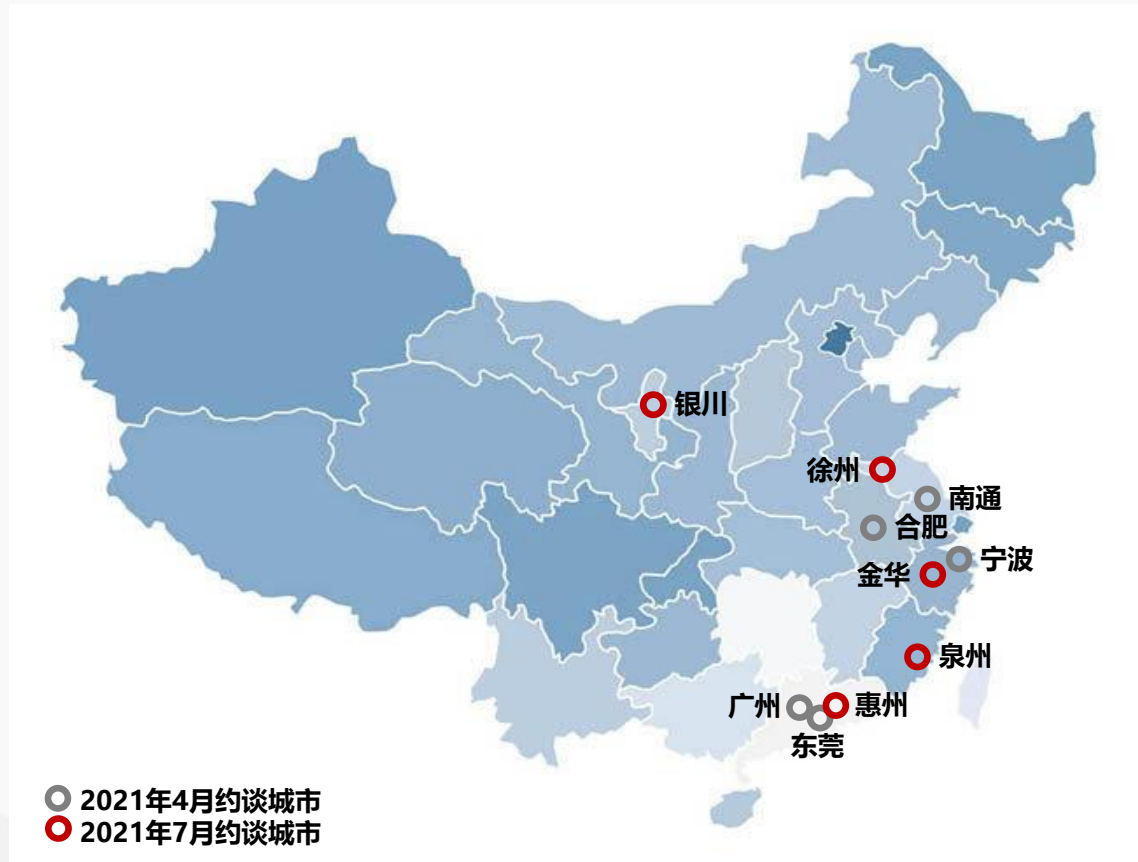 银川
徐州
南通
合肥
宁波
金华
泉州
广州
惠州
东莞
2021年4月约谈城市
2021年7月约谈城市